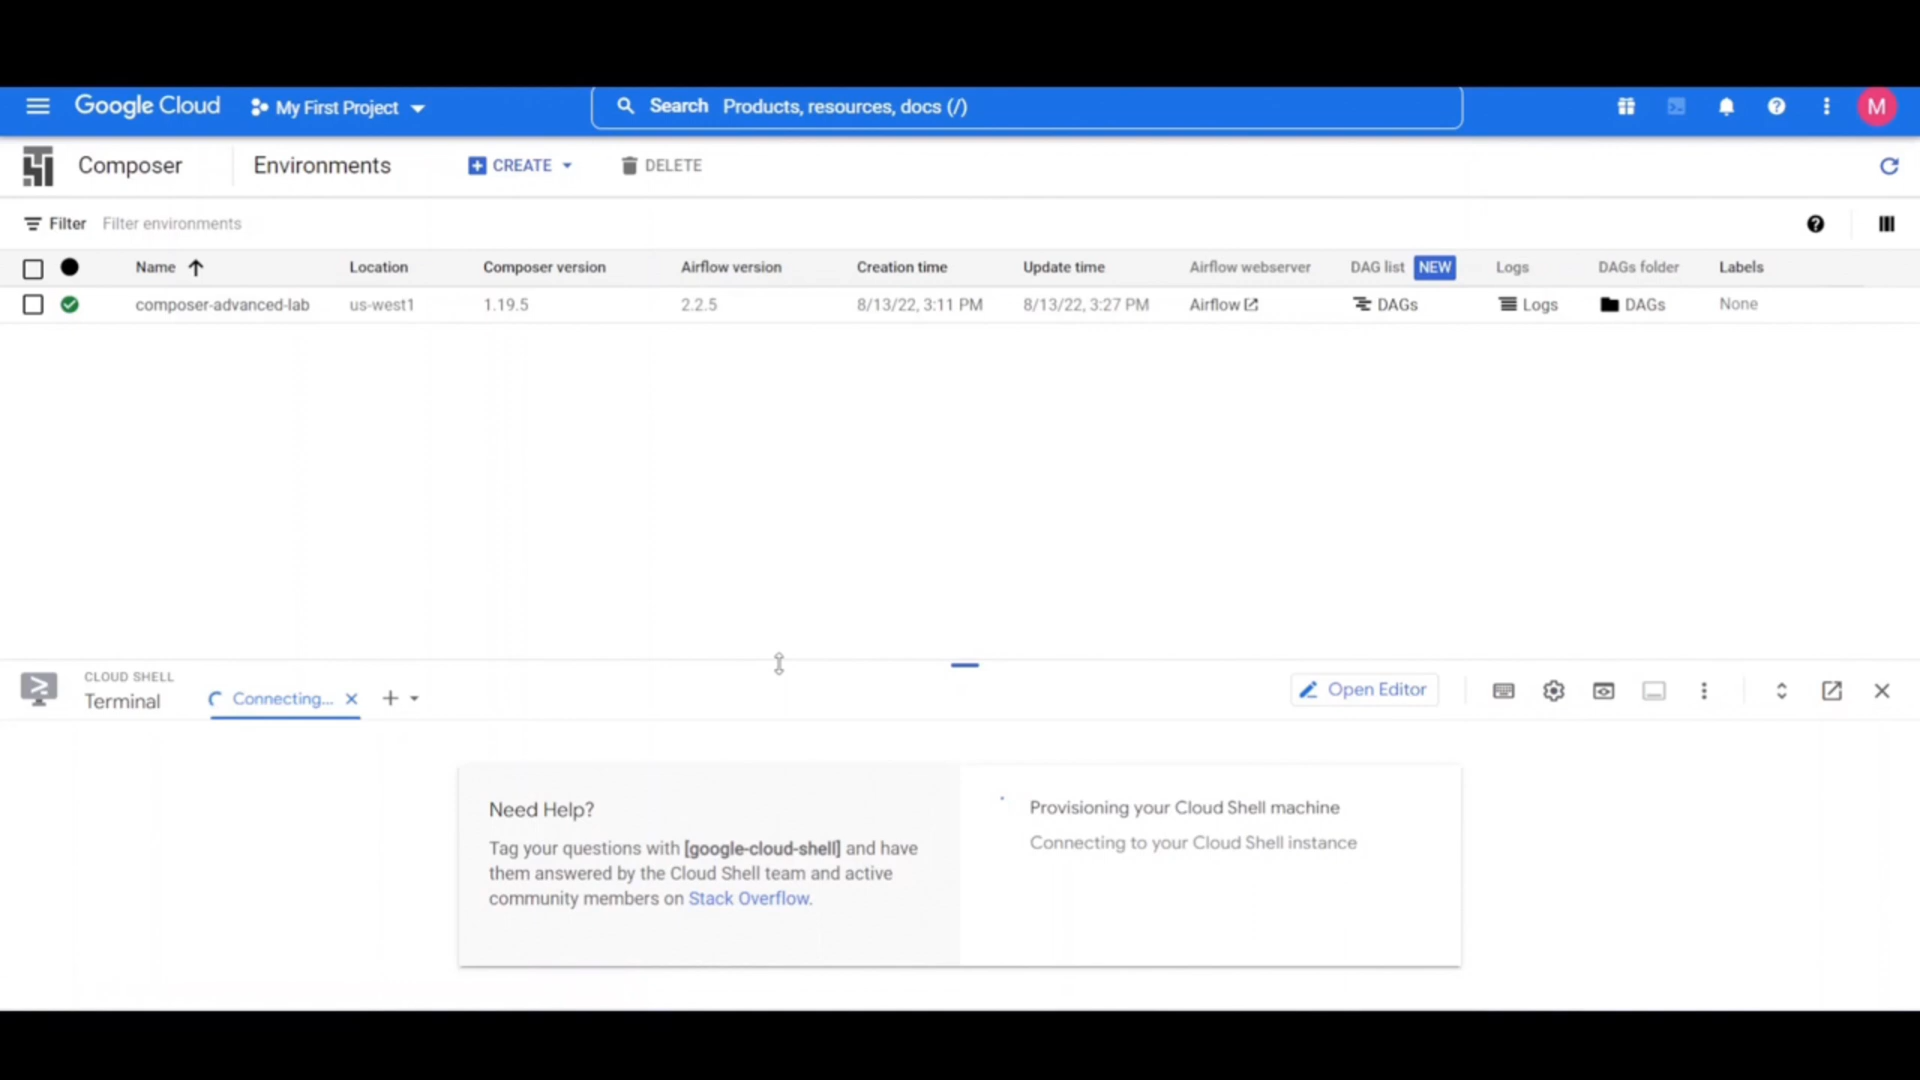 Google Cloud My First Project Search Products, resources, docs (/) M
Composer Environments CREATE DELETE
Filter Filter environments
Name Location Composer version Airflow version Creation time Update time Airflow webserver DAG list NEW Logs DAGs folder Labels
composer-advanced-lab us-west1 1.19.5 2.2.5 8/13/22, 3:11 PM 8/13/22, 3:27 PM Airflow DAGs Logs DAGs None
CLOUD SHELL
Terminal Connecting... Open Editor
Need Help?
Tag your questions with [google-cloud-shell] and have
them answered by the Cloud Shell team and active
community members on Stack Overflow.
Provisioning your Cloud Shell machine
Connecting to your Cloud Shell instance